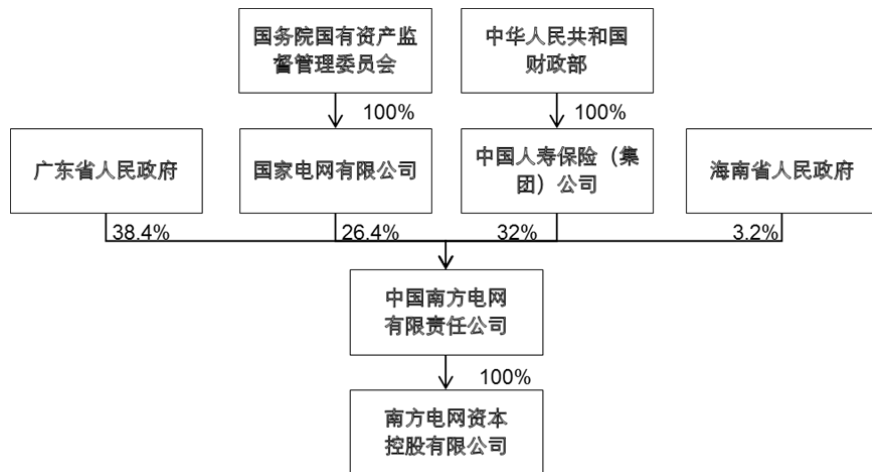 国务院国有资产监
督管理委员会
中华人民共和国
财政部
100%
100%
广东省人民政府
国家电网有限公司
中国人寿保险（集
团）公司
海南省人民政府
38.4%
26.4%
32%
3.2%
中国南方电网
有限责任公司
100%
南方电网资本
控股有限公司